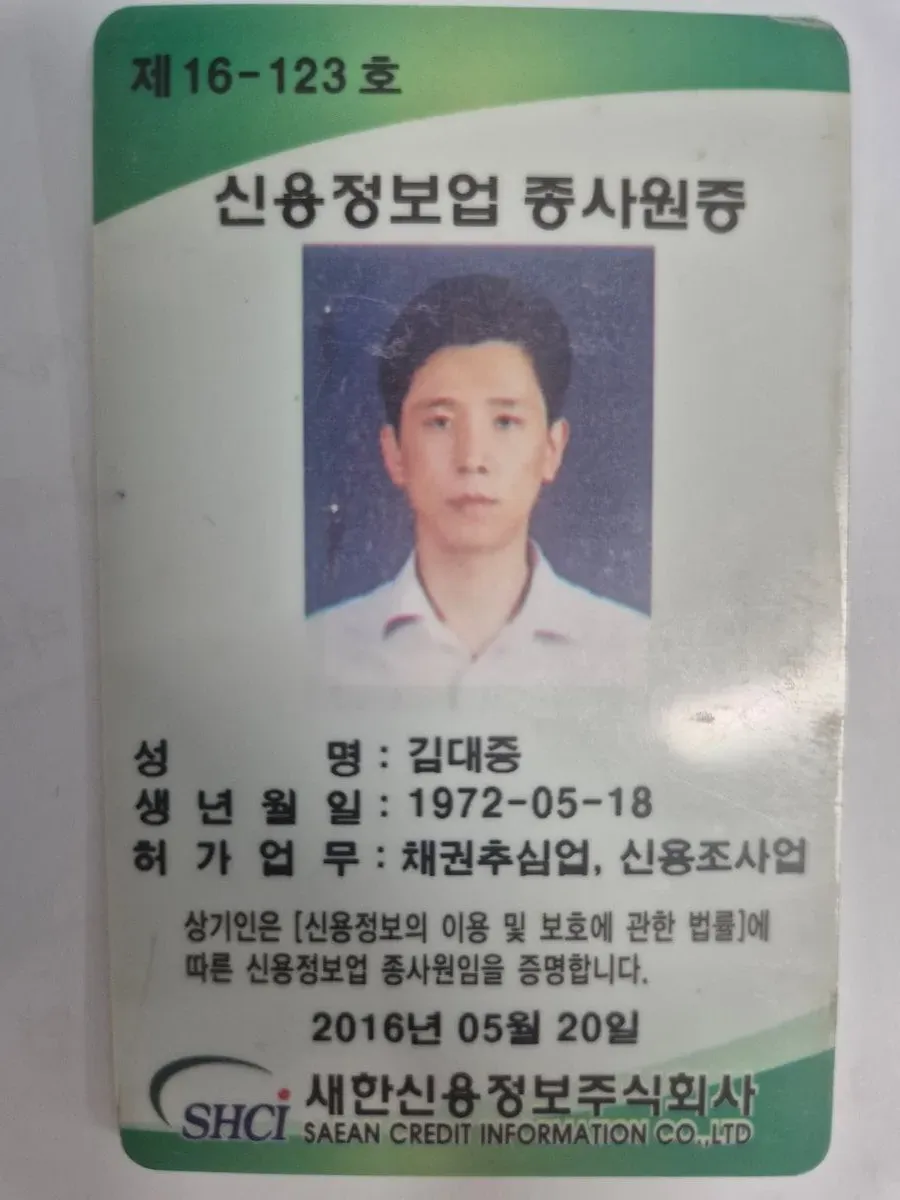 제 16-123 호
신용정보업 종사원증
성 명 : 김대중
생 년 월 일 : 1972-05-18
허 가 업 무 : 채권추심업, 신용조사업
상기인은 [신용정보의 이용 및 보호에 관한 법률]에
따른 신용정보업 종사원임을 증명합니다.
2016년 05월 20일
SHCi 새한신용정보주식회사
SAEAN CREDIT INFORMATION CO.,LTD